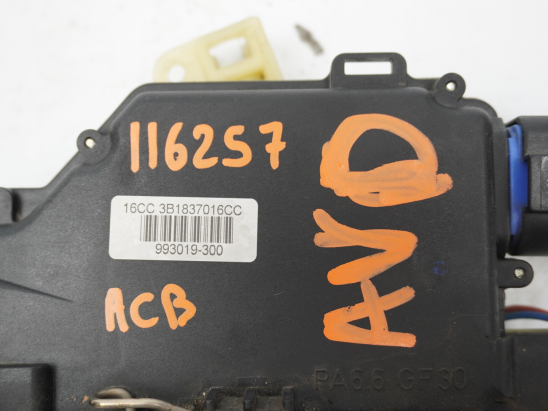 116257
AVD
16CC 3B1837016CC
993019-300
ACB
PA6.6 GF30